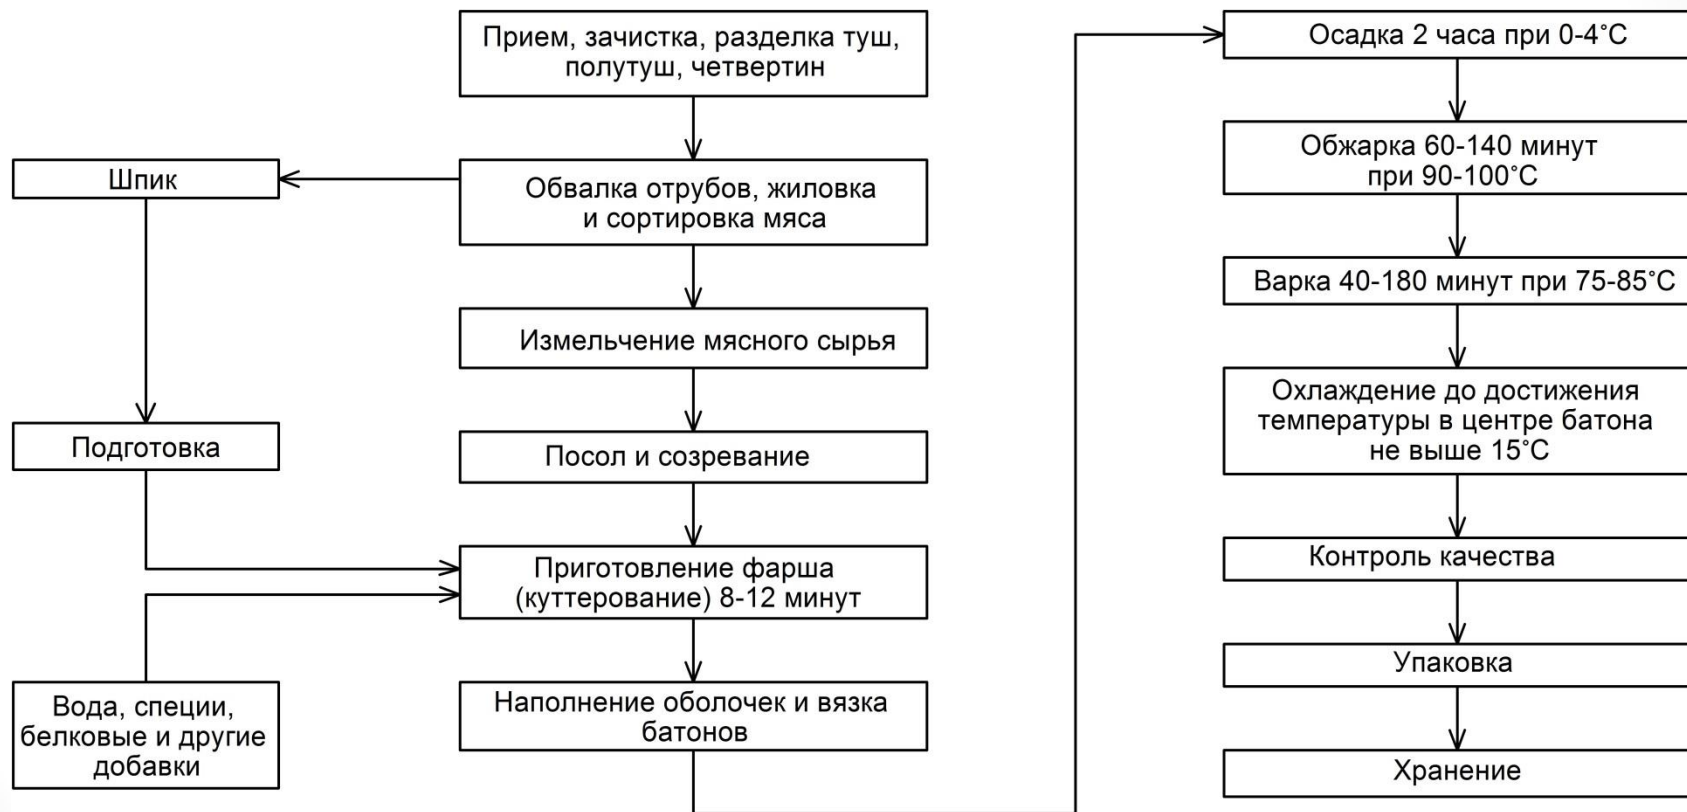 Прием, зачистка, разделка туш,
полутуш, четвертин
Шпик
Обвалка отрубов, жиловка
и сортировка мяса
Измельчение мясного сырья
Подготовка
Посол и созревание
Приготовление фарша
(куттерование) 8-12 минут
Вода, специи,
белковые и другие
добавки
Наполнение оболочек и вязка
батонов
Осадка 2 часа при 0-4°С
Обжарка 60-140 минут
при 90-100°С
Варка 40-180 минут при 75-85°С
Охлаждение до достижения
температуры в центре батона
не выше 15°С
Контроль качества
Упаковка
Хранение